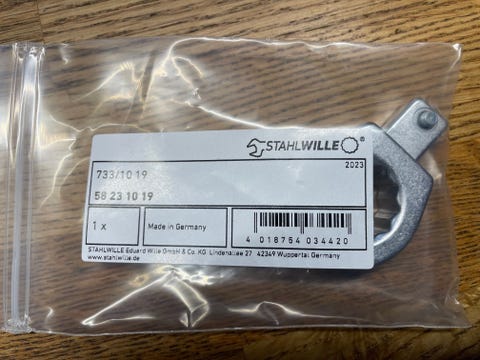 STAHLWILLE®
2023
733/10 19
58 23 10 19
1 x
Made in Germany
4 018754 034420
STAHLWILLE Eduard Wille GmbH & Co. KG Lindenallee 27 42349 Wuppertal Germany
www.stahlwille.de